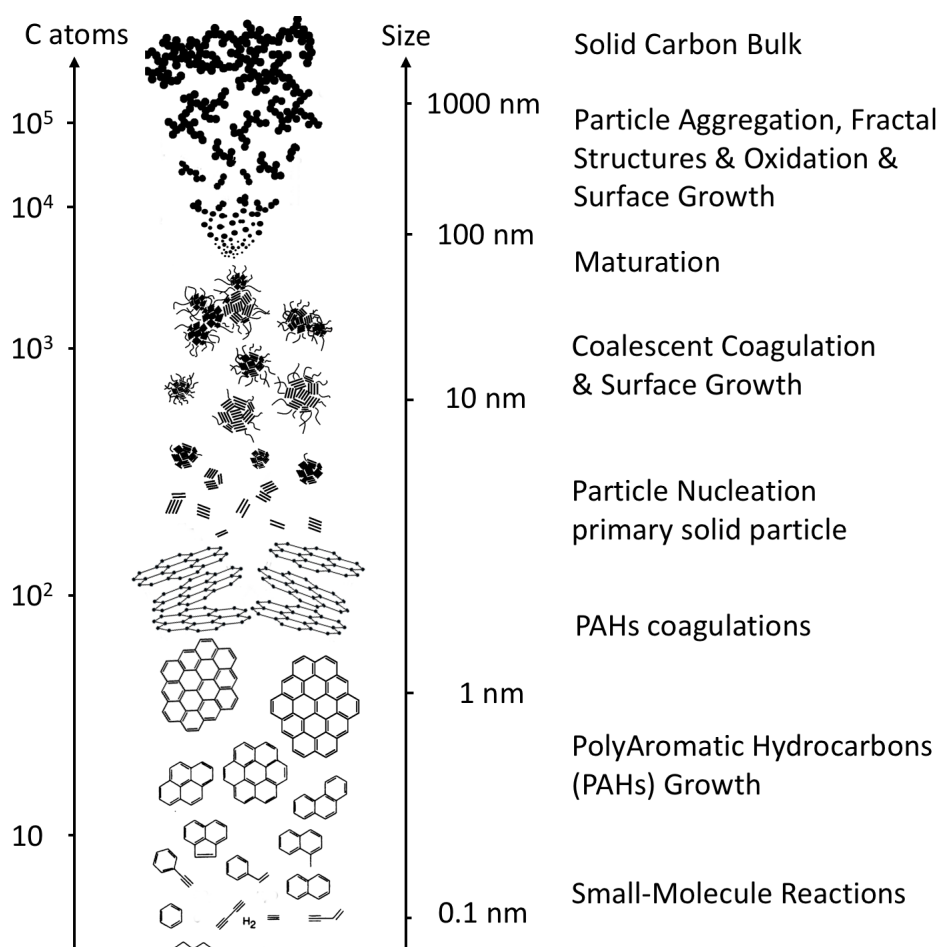 C atoms
Size
Solid Carbon Bulk
1000 nm
10⁵
Particle Aggregation, Fractal
Structures & Oxidation &
Surface Growth
10⁴
100 nm
Maturation
10³
Coalescent Coagulation
& Surface Growth
10 nm
Particle Nucleation
primary solid particle
10²
PAHs coagulations
1 nm
PolyAromatic Hydrocarbons
(PAHs) Growth
10
Small-Molecule Reactions
0.1 nm
H₂